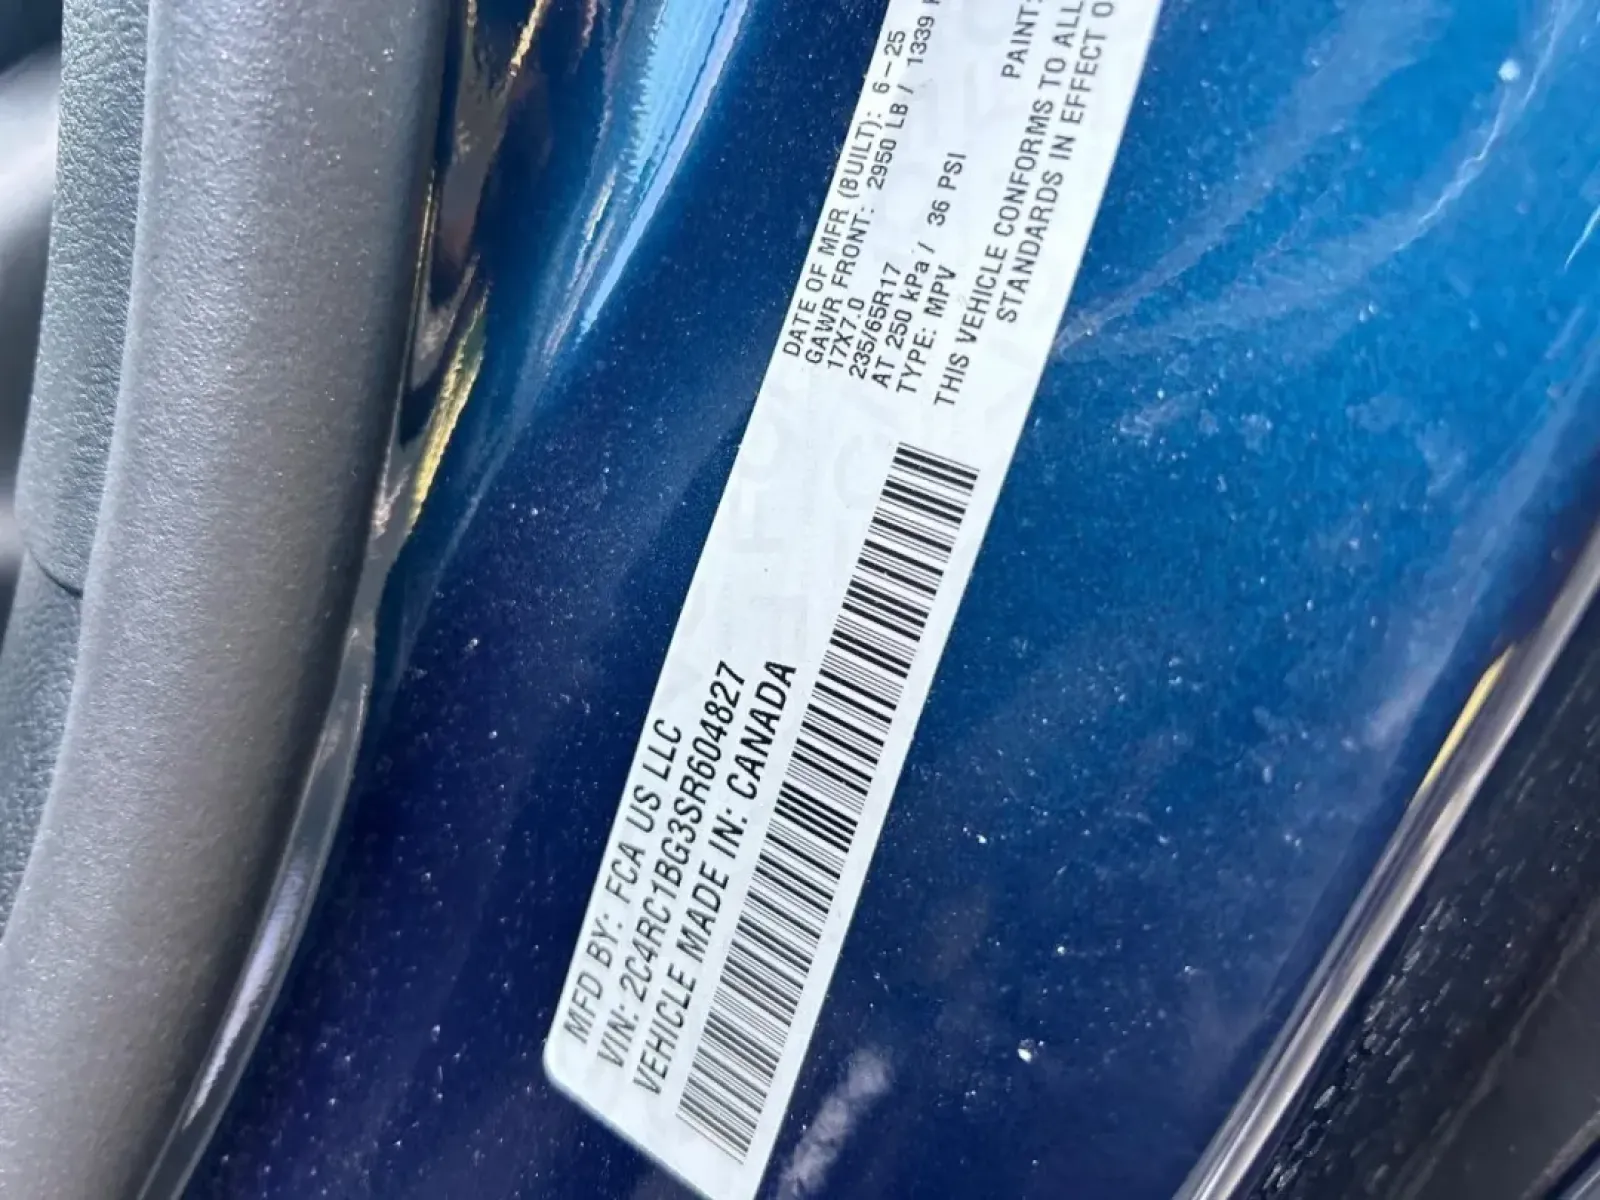 MFD BY: FCA US LLC
VIN: 2C4RC1BG3SR604827
VEHICLE MADE IN: CANADA
DATE OF MFR (BUILT): 6-25
GAWR FRONT: 2950 LB / 1339
17X7.0
235/65R17
AT 250 kPa / 36 PSI
TYPE: MPV
PAINT:
THIS VEHICLE CONFORMS TO ALL
STANDARDS IN EFFECT